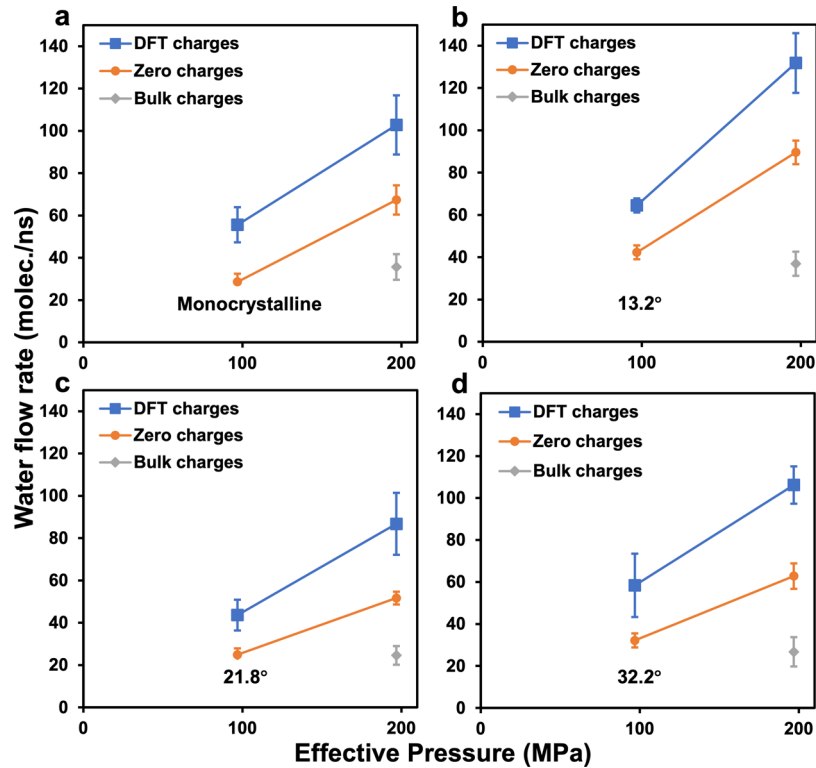 a
DFT charges
Zero charges
Bulk charges
Monocrystalline
140
120
100
80
60
40
20
0
0
100
200
b
DFT charges
Zero charges
Bulk charges
13.2°
140
120
100
80
60
40
20
0
0
100
200
c
DFT charges
Zero charges
Bulk charges
21.8°
140
120
100
80
60
40
20
0
0
100
200
d
DFT charges
Zero charges
Bulk charges
32.2°
140
120
100
80
60
40
20
0
0
100
200
Water flow rate (molec./ns)
Effective Pressure (MPa)